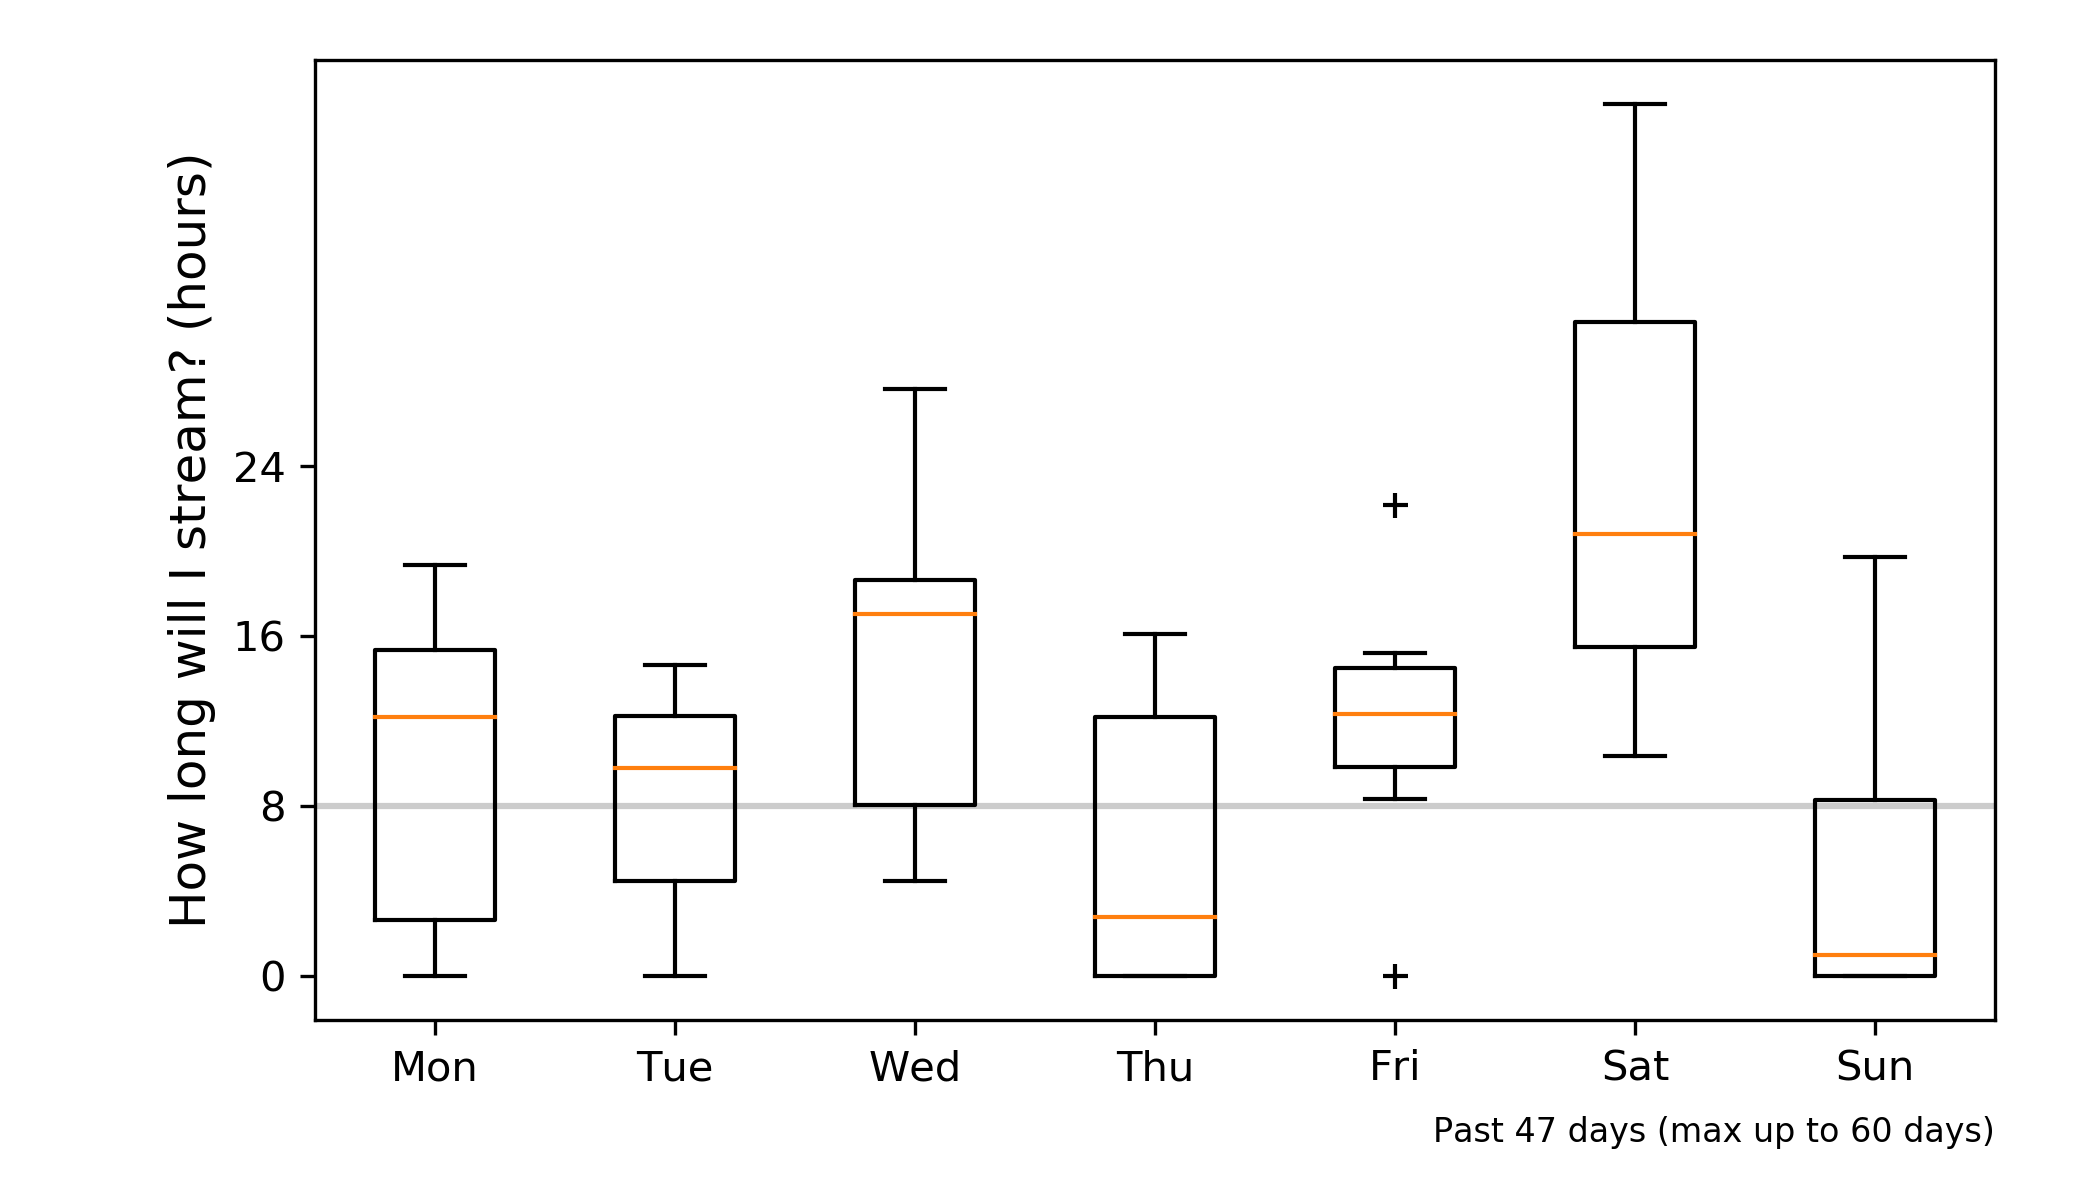 How long will I stream? (hours)
24
16
8
0
Mon Tue Wed Thu Fri Sat Sun
Past 47 days (max up to 60 days)